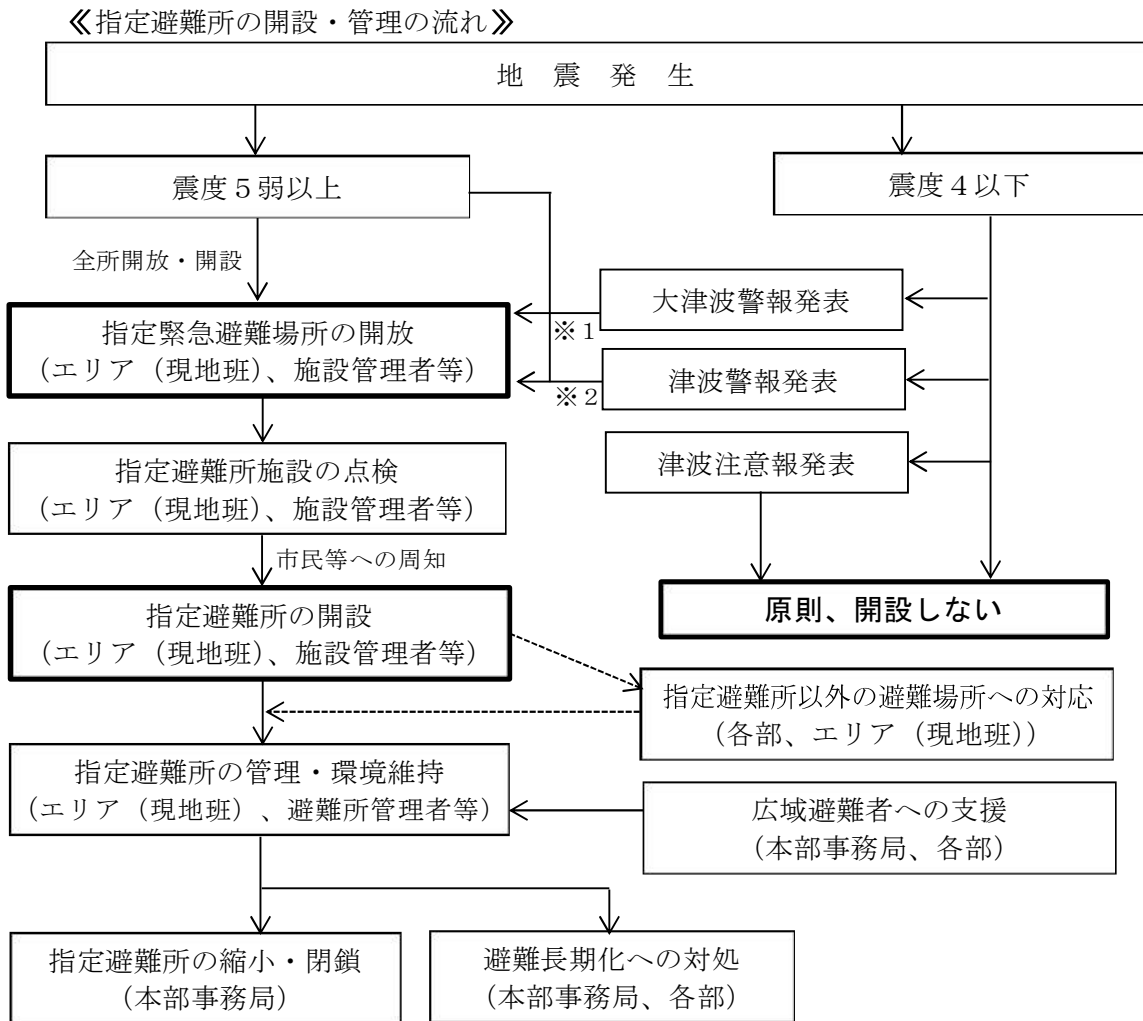 ≪指定避難所の開設・管理の流れ≫
地 震 発 生
震度５弱以上
震度４以下
全所開放・開設
大津波警報発表
指定緊急避難場所の開放
（エリア（現地班）、施設管理者等）
※１
津波警報発表
※２
津波注意報発表
指定避難所施設の点検
（エリア（現地班）、施設管理者等）
市民等への周知
原則、開設しない
指定避難所の開設
（エリア（現地班）、施設管理者等）
指定避難所以外の避難場所への対応
（各部、エリア（現地班））
指定避難所の管理・環境維持
（エリア（現地班）、避難所管理者等）
広域避難者への支援
（本部事務局、各部）
指定避難所の縮小・閉鎖
（本部事務局）
避難長期化への対処
（本部事務局、各部）